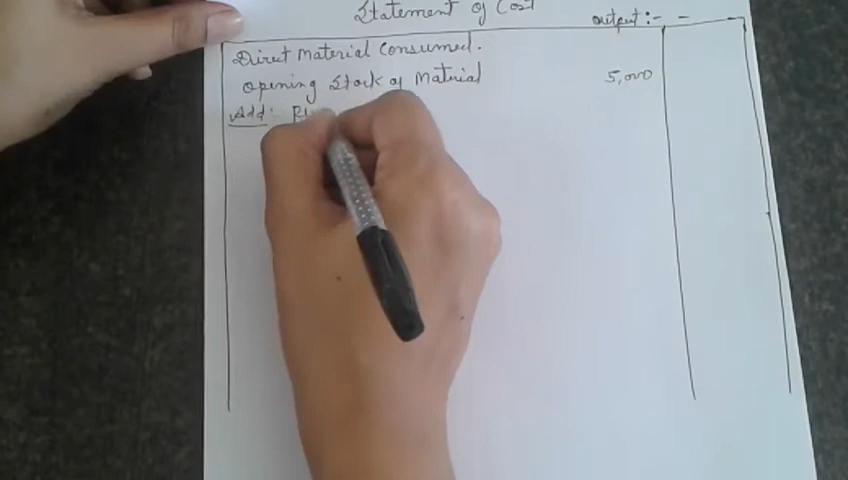 Statement of Cost
output:- -
Direct Material Consumed.
opening Stock of Material 5,000
Add: